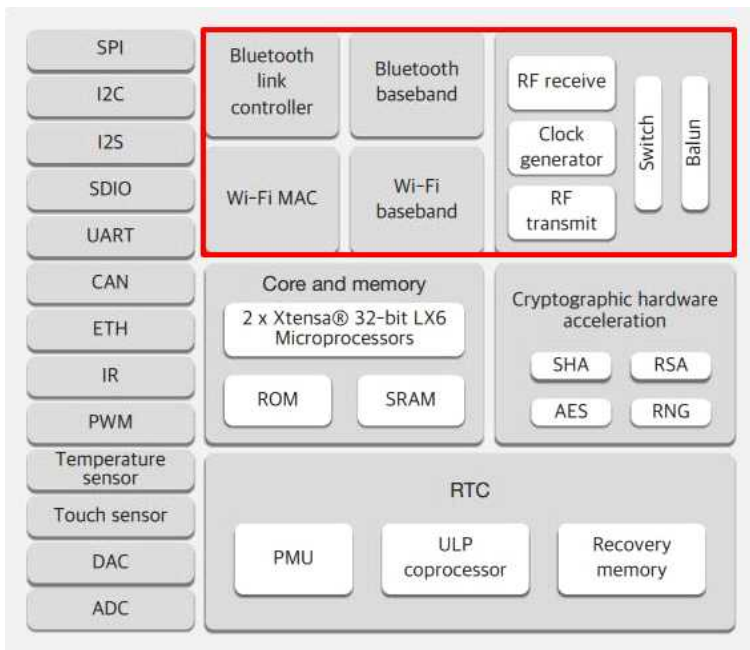 SPI
I2C
I2S
SDIO
UART
CAN
ETH
IR
PWM
Temperature
sensor
Touch sensor
DAC
ADC
Bluetooth
link
controller
Bluetooth
baseband
Wi-Fi MAC
Wi-Fi
baseband
RF receive
Clock
generator
RF
transmit
Switch
Balun
Core and memory
2 x Xtensa® 32-bit LX6
Microprocessors
ROM
SRAM
Cryptographic hardware
acceleration
SHA
RSA
AES
RNG
RTC
PMU
ULP
coprocessor
Recovery
memory